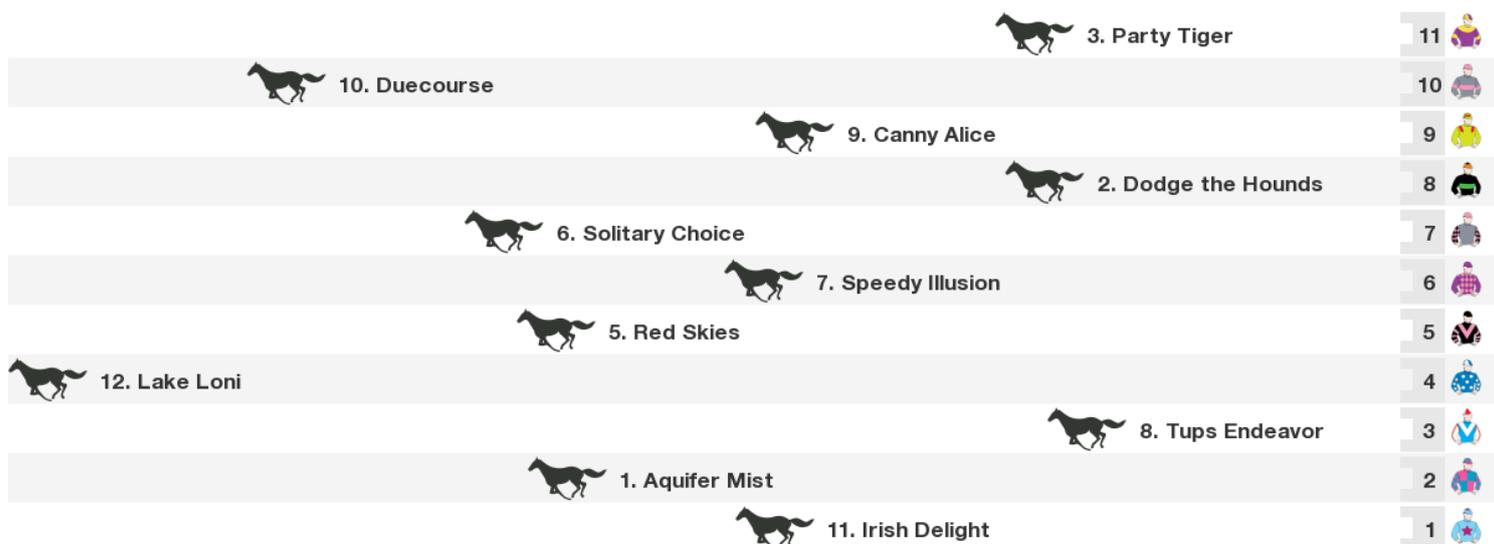 3. Party Tiger 11
10. Duecourse 10
9. Canny Alice 9
2. Dodge the Hounds 8
6. Solitary Choice 7
7. Speedy Illusion 6
5. Red Skies 5
12. Lake Loni 4
8. Tups Endeavor 3
1. Aquifer Mist 2
11. Irish Delight 1